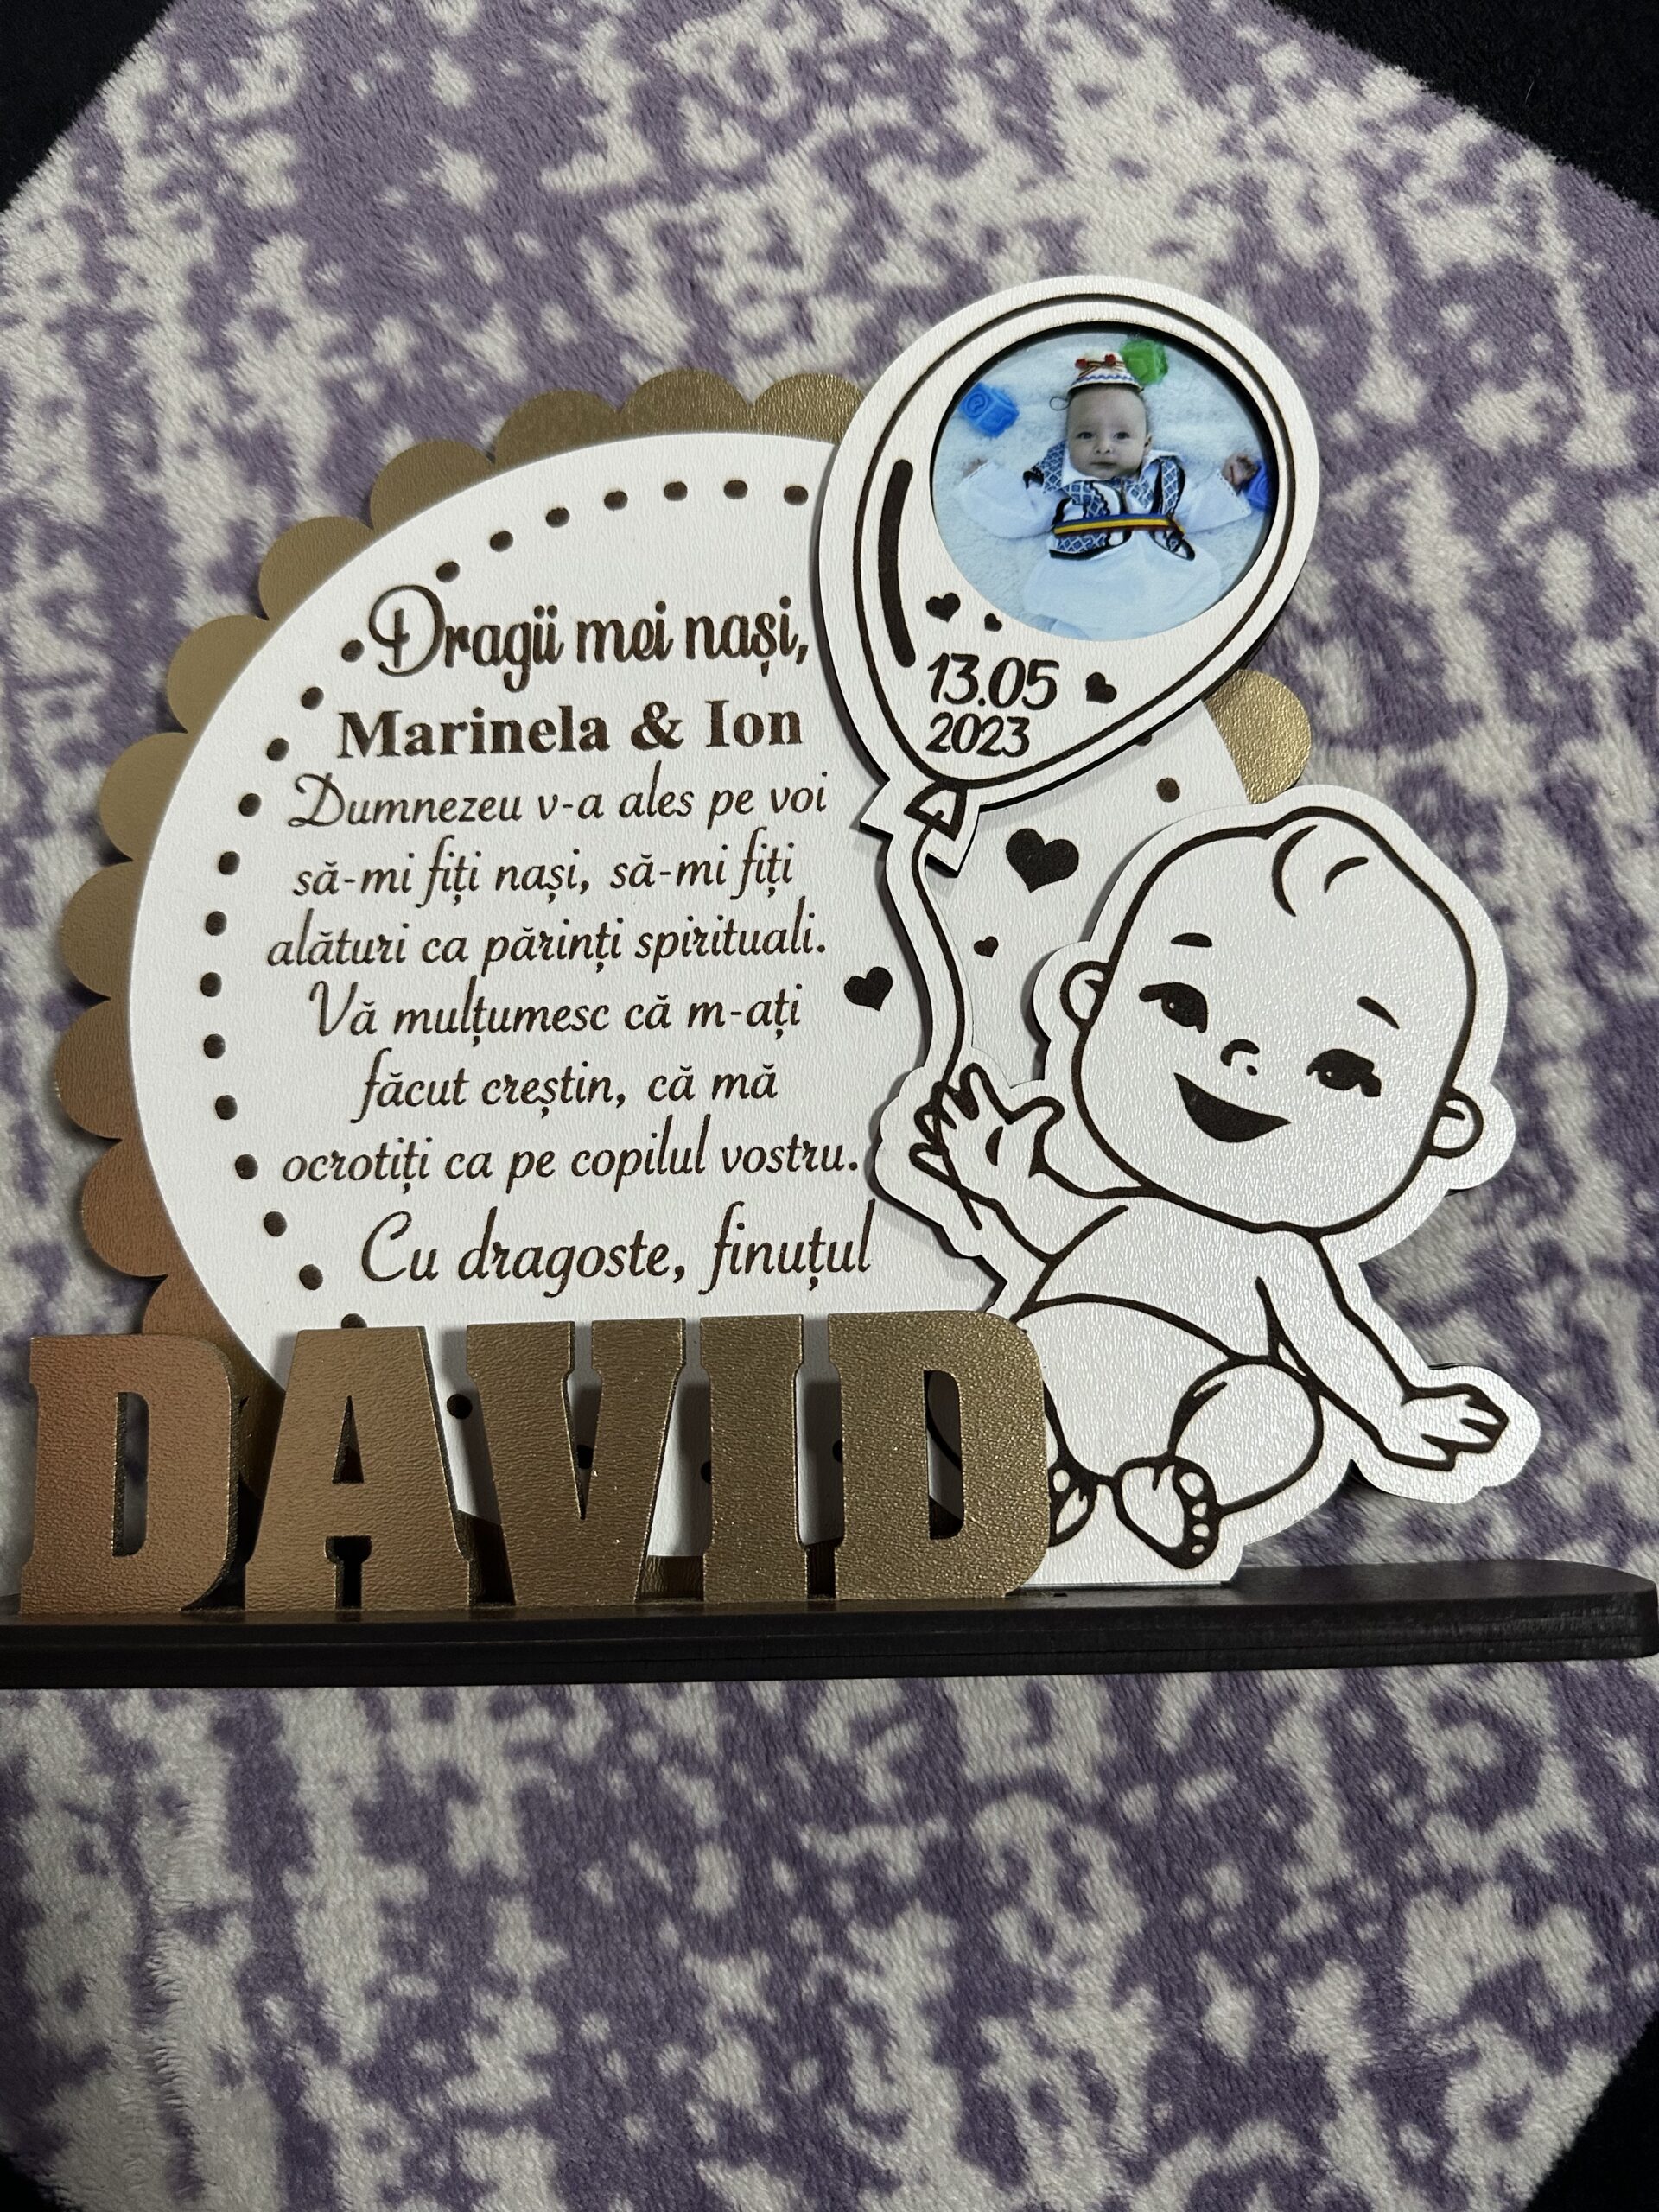 Dragii mei nași,
Marinela & Ion
Dumnezeu v-a ales pe voi
să-mi fiți nași, să-mi fiți
alături ca părinți spirituali.
Vă mulțumesc că m-ați
făcut creștin, că mă
ocrotiți ca pe copilul vostru.
Cu dragoste, finuțul
DAVID
13.05
2023